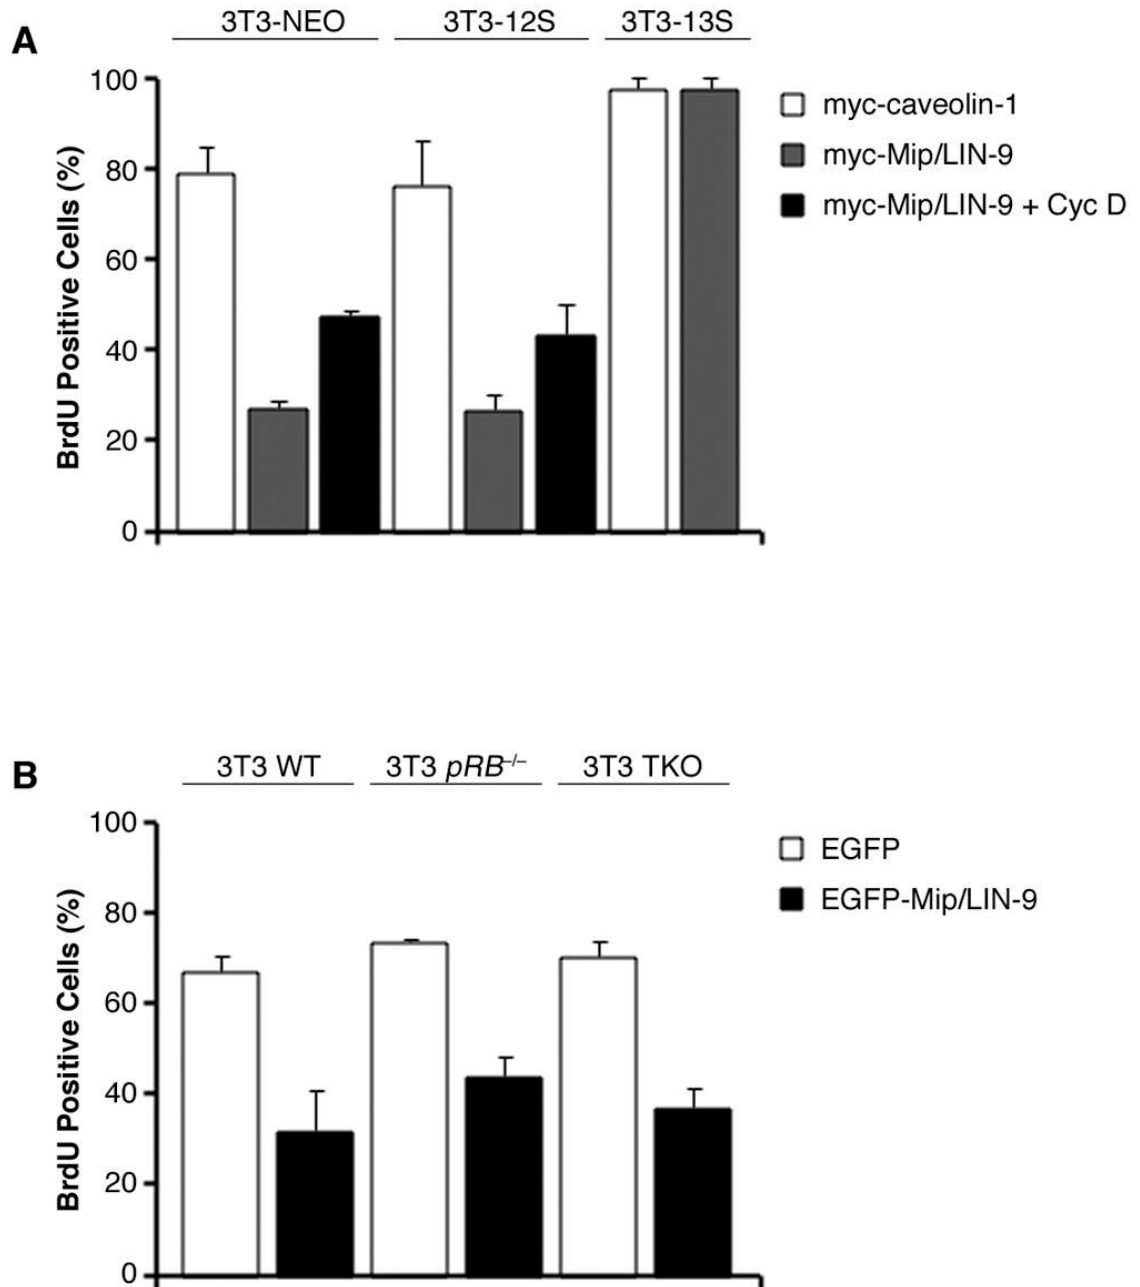 A
3T3-NEO 3T3-12S 3T3-13S
BrdU Positive Cells (%)
100
80
60
40
20
0
myc-caveolin-1
myc-Mip/LIN-9
myc-Mip/LIN-9 + Cyc D
B
3T3 WT 3T3 pRB–/– 3T3 TKO
BrdU Positive Cells (%)
100
80
60
40
20
0
EGFP
EGFP-Mip/LIN-9